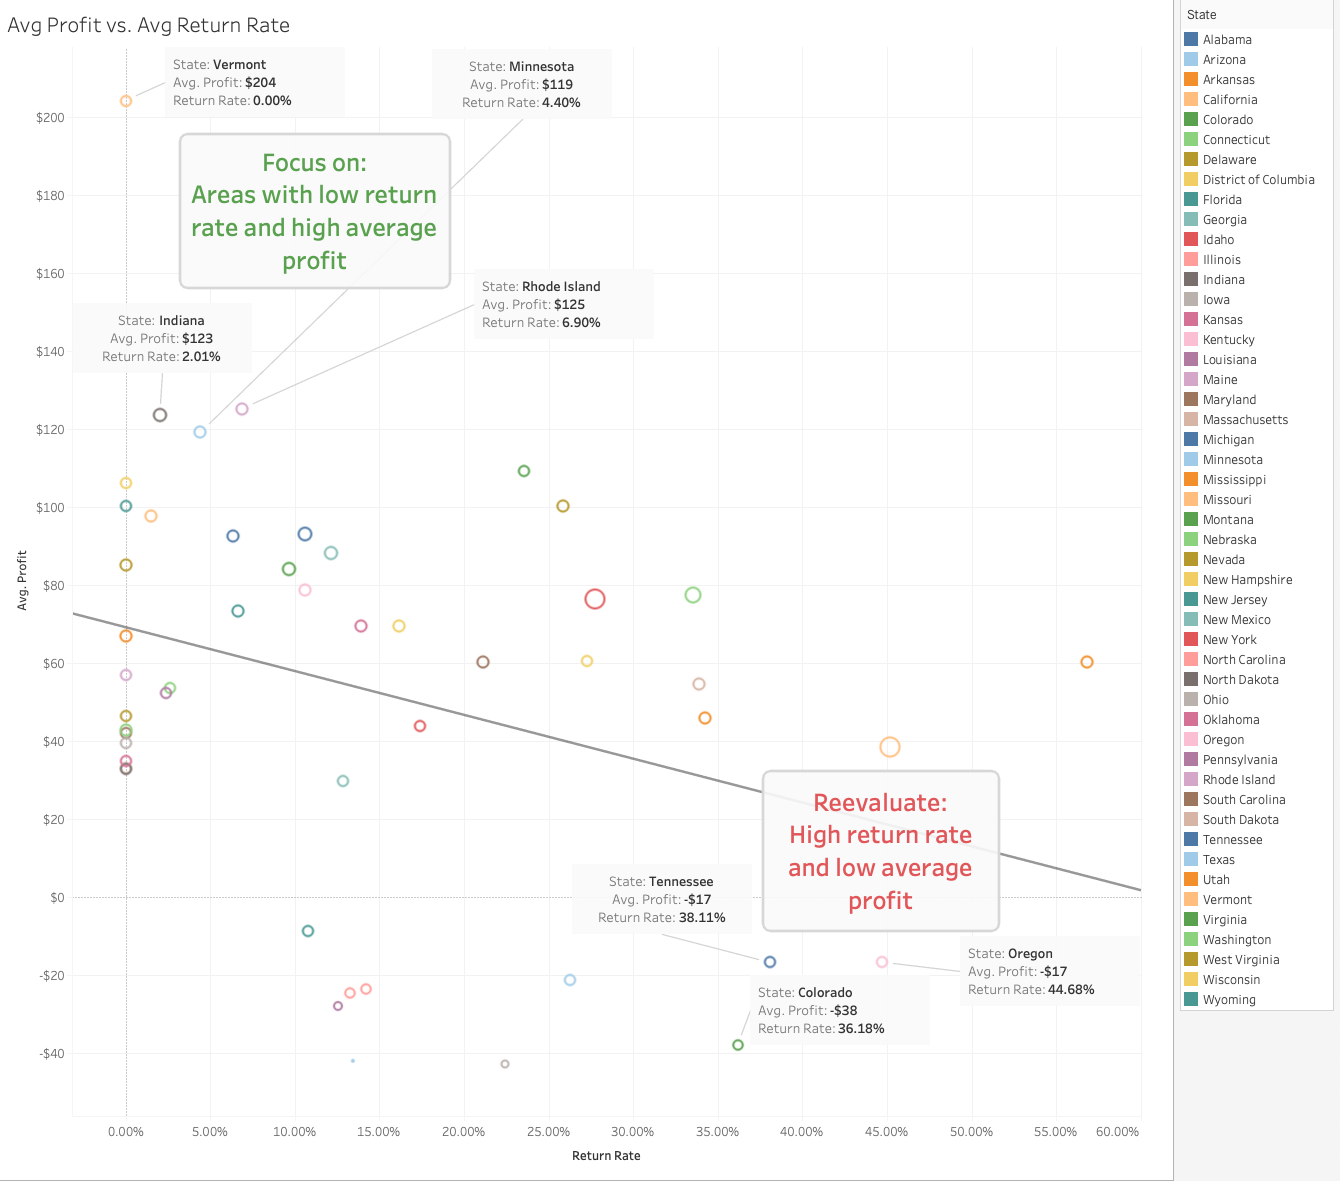 Avg Profit vs. Avg Return Rate
State: Vermont
Avg. Profit: $204
Return Rate: 0.00%
State: Minnesota
Avg. Profit: $119
Return Rate: 4.40%
Focus on:
Areas with low return
rate and high average
profit
State: Rhode Island
Avg. Profit: $125
Return Rate: 6.90%
State: Indiana
Avg. Profit: $123
Return Rate: 2.01%
Reevaluate:
High return rate
and low average
profit
State: Tennessee
Avg. Profit: -$17
Return Rate: 38.11%
State: Oregon
Avg. Profit: -$17
Return Rate: 44.68%
State: Colorado
Avg. Profit: -$38
Return Rate: 36.18%
Avg. Profit
$200
$180
$160
$140
$120
$100
$80
$60
$40
$20
$0
-$20
-$40
0.00%
5.00%
10.00%
15.00%
20.00%
25.00%
30.00%
35.00%
40.00%
45.00%
50.00%
55.00%
60.00%
Return Rate
State
Alabama
Arizona
Arkansas
California
Colorado
Connecticut
Delaware
District of Columbia
Florida
Georgia
Idaho
Illinois
Indiana
Iowa
Kansas
Kentucky
Louisiana
Maine
Maryland
Massachusetts
Michigan
Minnesota
Mississippi
Missouri
Montana
Nebraska
Nevada
New Hampshire
New Jersey
New Mexico
New York
North Carolina
North Dakota
Ohio
Oklahoma
Oregon
Pennsylvania
Rhode Island
South Carolina
South Dakota
Tennessee
Texas
Utah
Vermont
Virginia
Washington
West Virginia
Wisconsin
Wyoming